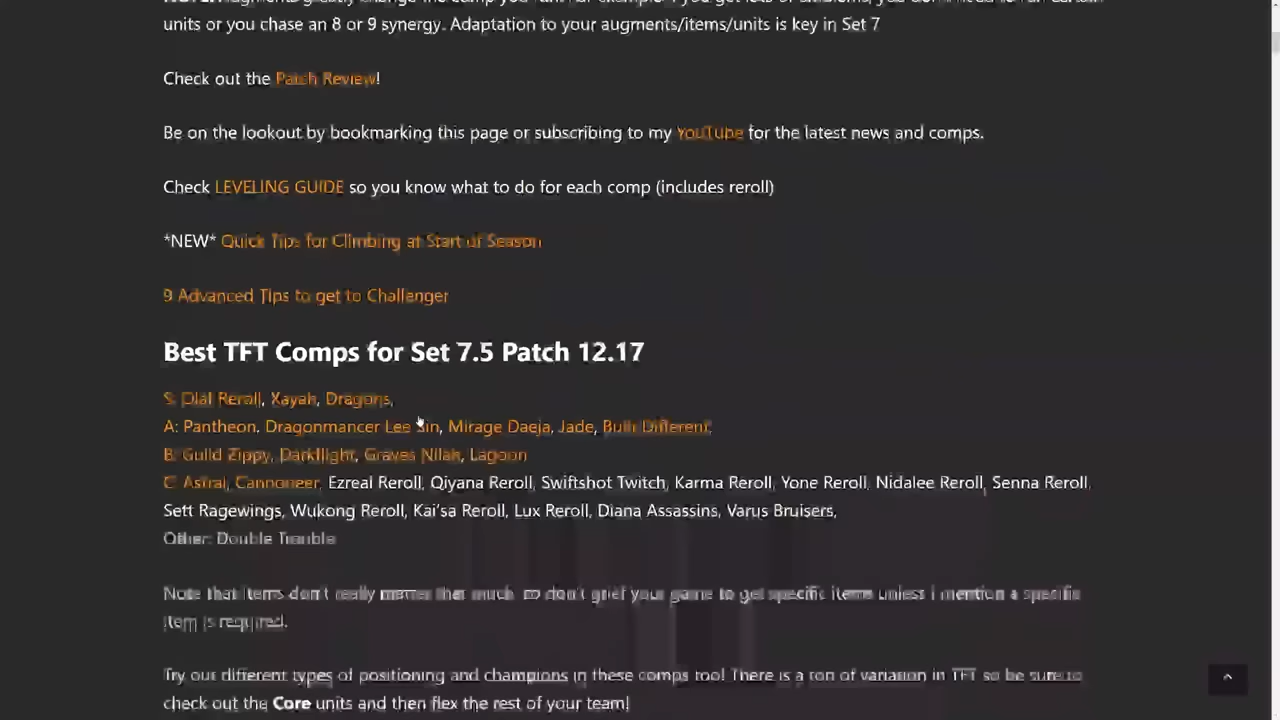 units or you chase an 8 or 9 synergy. Adaptation to your augments/items/units is key in Set 7
Check out the Patch Review!
Be on the lookout by bookmarking this page or subscribing to my YouTube for the latest news and comps.
Check LEVELING GUIDE so you know what to do for each comp (includes reroll)
*NEW* Quick Tips for Climbing at Start of Season
9 Advanced Tips to get to Challenger
Best TFT Comps for Set 7.5 Patch 12.17
S: Olaf Reroll, Xayah, Dragons,
A: Pantheon, Dragonmancer Lee Sin, Mirage Daeja, Jade, Built Different,
B: Guild Zippy, Darkflight, Graves Nilah, Lagoon
C: Astral, Cannoneer, Ezreal Reroll, Qiyana Reroll, Swiftshot Twitch, Karma Reroll, Yone Reroll, Nidalee Reroll, Senna Reroll,
Sett Ragewings, Wukong Reroll, Kai'sa Reroll, Lux Reroll, Diana Assassins, Varus Bruisers,
Other: Double Trouble
Note that items don't really matter that much, so don't grief your game to get specific items unless I mention a specific
item is required.
Try out different types of positioning and champions in these comps too! There is a ton of variation in TFT so be sure to
check out the Core units and then flex the rest of your team!